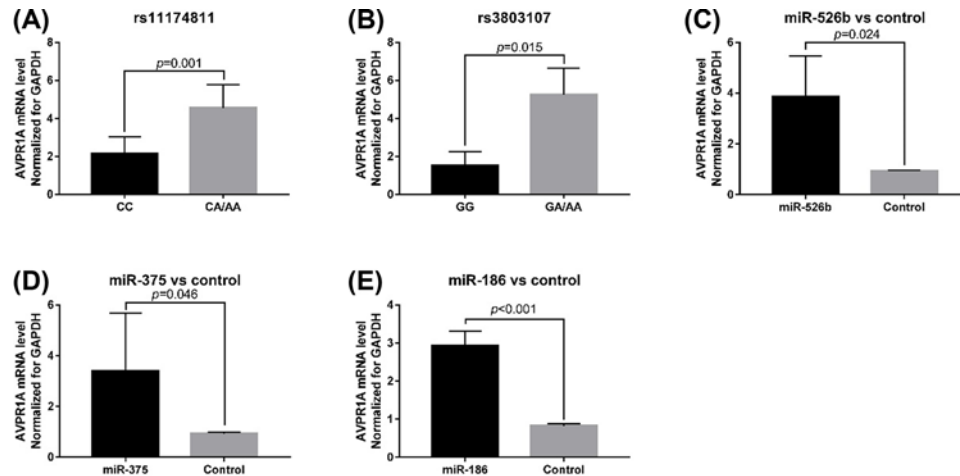 (A)
rs11174811
p=0.001
AVPR1A mRNA level
Normalized for GAPDH
8
6
4
2
0
CC
CA/AA
(B)
rs3803107
p=0.015
AVPR1A mRNA level
Normalized for GAPDH
8
6
4
2
0
GG
GA/AA
(C)
miR-526b vs control
p=0.024
AVPR1A mRNA level
Normalized for GAPDH
6
4
2
0
miR-526b
Control
(D)
miR-375 vs control
p=0.046
AVPR1A mRNA level
Normalized for GAPDH
6
4
2
0
miR-375
Control
(E)
miR-186 vs control
p<0.001
AVPR1A mRNA level
Normalized for GAPDH
4
3
2
1
0
miR-186
Control